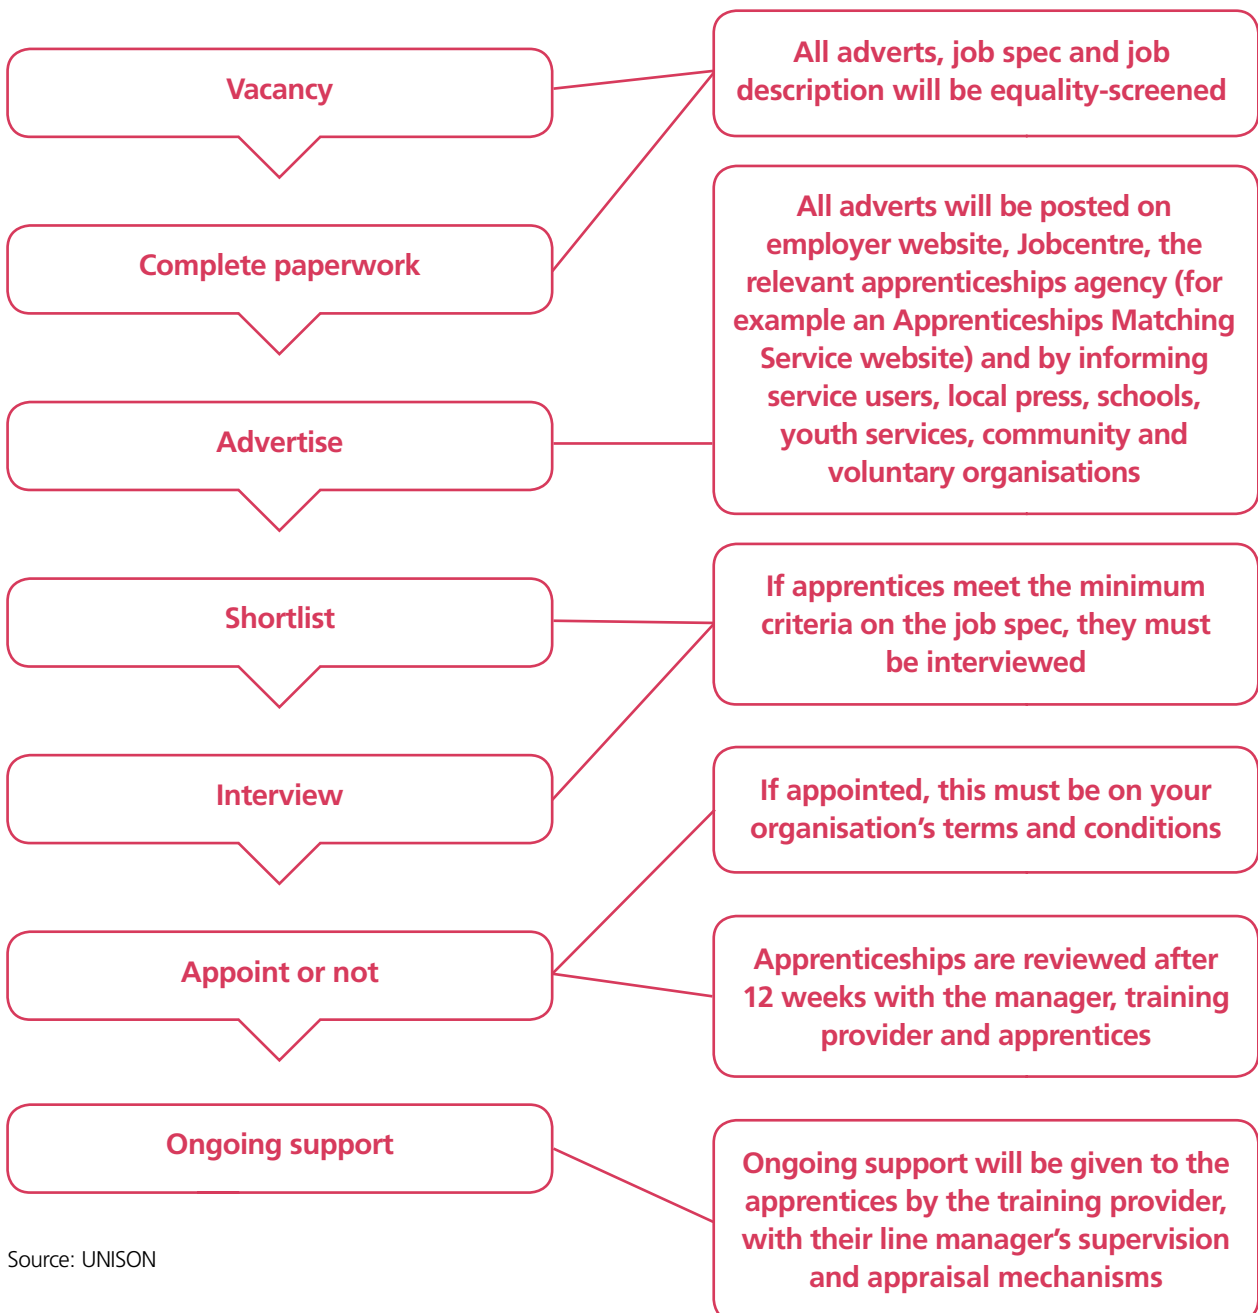 Vacancy
All adverts, job spec and job
description will be equality-screened
Complete paperwork
All adverts will be posted on
employer website, Jobcentre, the
relevant apprenticeships agency (for
example an Apprenticeships Matching
Service website) and by informing
service users, local press, schools,
youth services, community and
voluntary organisations
Advertise
Shortlist
If apprentices meet the minimum
criteria on the job spec, they must
be interviewed
Interview
If appointed, this must be on your
organisation’s terms and conditions
Appoint or not
Apprenticeships are reviewed after
12 weeks with the manager, training
provider and apprentices
Ongoing support
Ongoing support will be given to the
apprentices by the training provider,
with their line manager’s supervision
and appraisal mechanisms
Source: UNISON